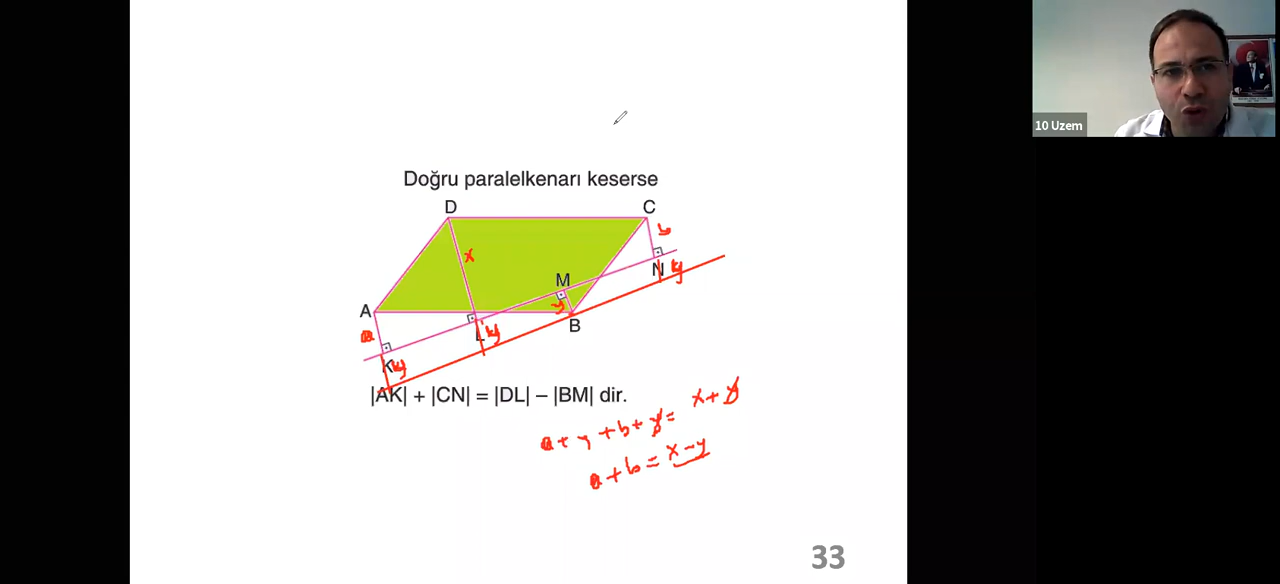 Doğru paralelkenarı keserse
D
C
b
x
N
y
M
y
A
B
a
L
y
K
y
|AK| + |CN| = |DL| – |BM| dir.
a + y + b + y = x + y
a + b = x – y
33
10 Uzem